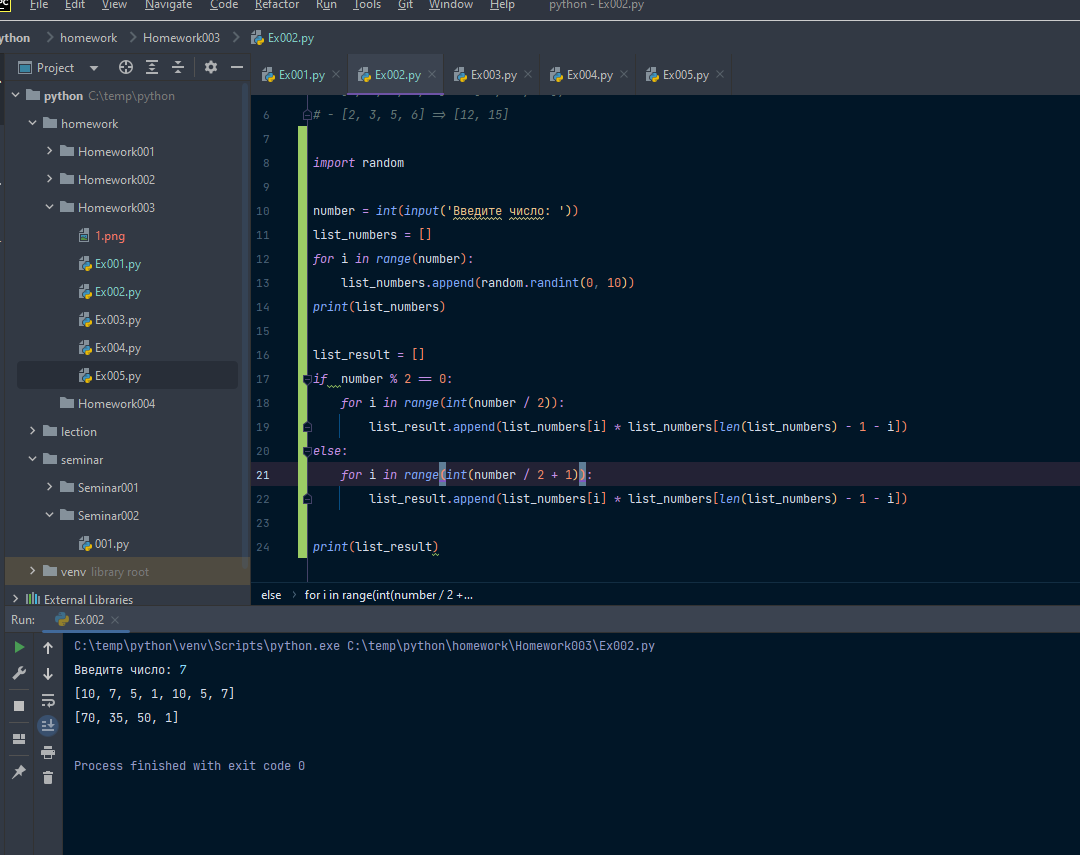 File Edit View Navigate Code Refactor Run Tools Git Window Help python - Ex002.py
ython homework Homework003 Ex002.py
Project
Ex001.py Ex002.py Ex003.py Ex004.py Ex005.py
python C:\temp\python
homework
Homework001
Homework002
Homework003
1.png
Ex001.py
Ex002.py
Ex003.py
Ex004.py
Ex005.py
Homework004
lection
seminar
Seminar001
Seminar002
001.py
venv library root
External Libraries
6 # - [2, 3, 5, 6] => [12, 15]
7
8 import random
9
10 number = int(input('Введите число: '))
11 list_numbers = []
12 for i in range(number):
13 list_numbers.append(random.randint(0, 10))
14 print(list_numbers)
15
16 list_result = []
17 if  number % 2 == 0:
18 for i in range(int(number / 2)):
19 list_result.append(list_numbers[i] * list_numbers[len(list_numbers) - 1 - i])
20 else:
21 for i in range(int(number / 2 + 1)):
22 list_result.append(list_numbers[i] * list_numbers[len(list_numbers) - 1 - i])
23
24 print(list_result)
else for i in range(int(number / 2 +...
Run: Ex002
C:\temp\python\venv\Scripts\python.exe C:\temp\python\homework\Homework003\Ex002.py
Введите число: 7
[10, 7, 5, 1, 10, 5, 7]
[70, 35, 50, 1]
Process finished with exit code 0